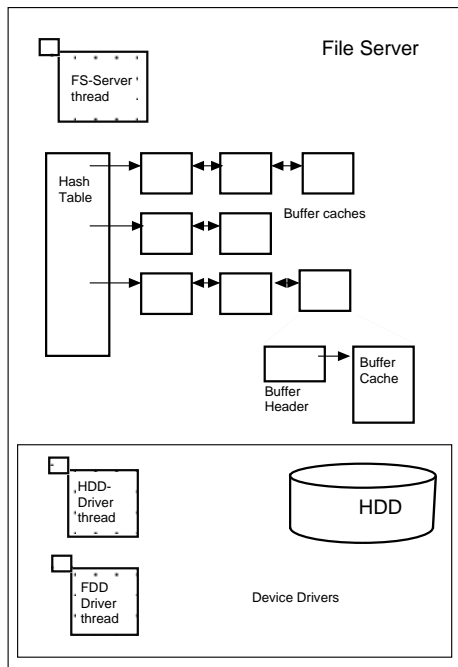 File Server
FS-Server
thread
Hash
Table
Buffer caches
Buffer
Header
Buffer
Cache
HDD-
Driver
thread
HDD
FDD
Driver
thread
Device Drivers